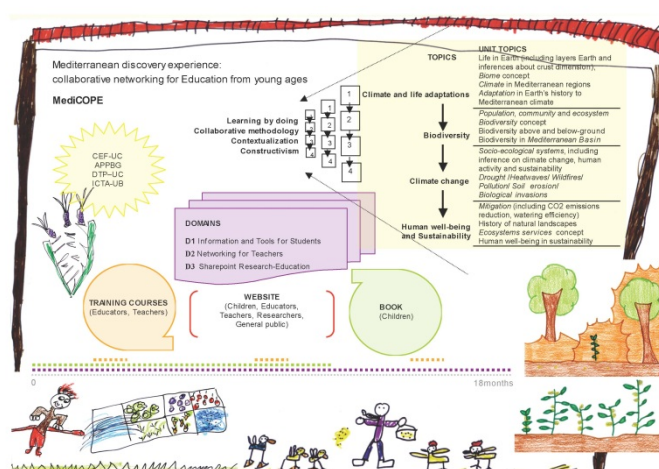 Mediterranean discovery experience:
collaborative networking for Education from young ages
MediCOPE
CEF-UC
APPBG
DTP-UC
ICTA-UB
Learning by doing
Collaborative methodology
Contextualization
Constructivism
1
2
3
4
1
2
3
4
1
2
3
4
TOPICS
Climate and life adaptations
Biodiversity
Climate change
Human well-being
and Sustainability
UNIT TOPICS
Life in Earth (including layers Earth and
inferences about crust dimension);
Biome concept
Climate in Mediterranean regions
Adaptation in Earth's history to
Mediterranean climate
Population, community and ecosystem
Biodiversity concept
Biodiversity above and below-ground
Biodiversity in Mediterranean Basin
Socio-ecological systems, including
inference on climate change, human
activity and sustainability
Drought /Heatwaves/ Wildfires/
Pollution/ Soil erosion/
Biological invasions
Mitigation (including CO2 emissions
reduction, watering efficiency)
History of natural landscapes
Ecosystems services concept
Human well-being in sustainability
DOMAINS
D1 Information and Tools for Students
D2 Networking for Teachers
D3 Sharepoint Research-Education
TRAINING COURSES
(Educators, Teachers)
WEBSITE
(Children, Educators,
Teachers, Researchers,
General public)
BOOK
(Children)
0
18months